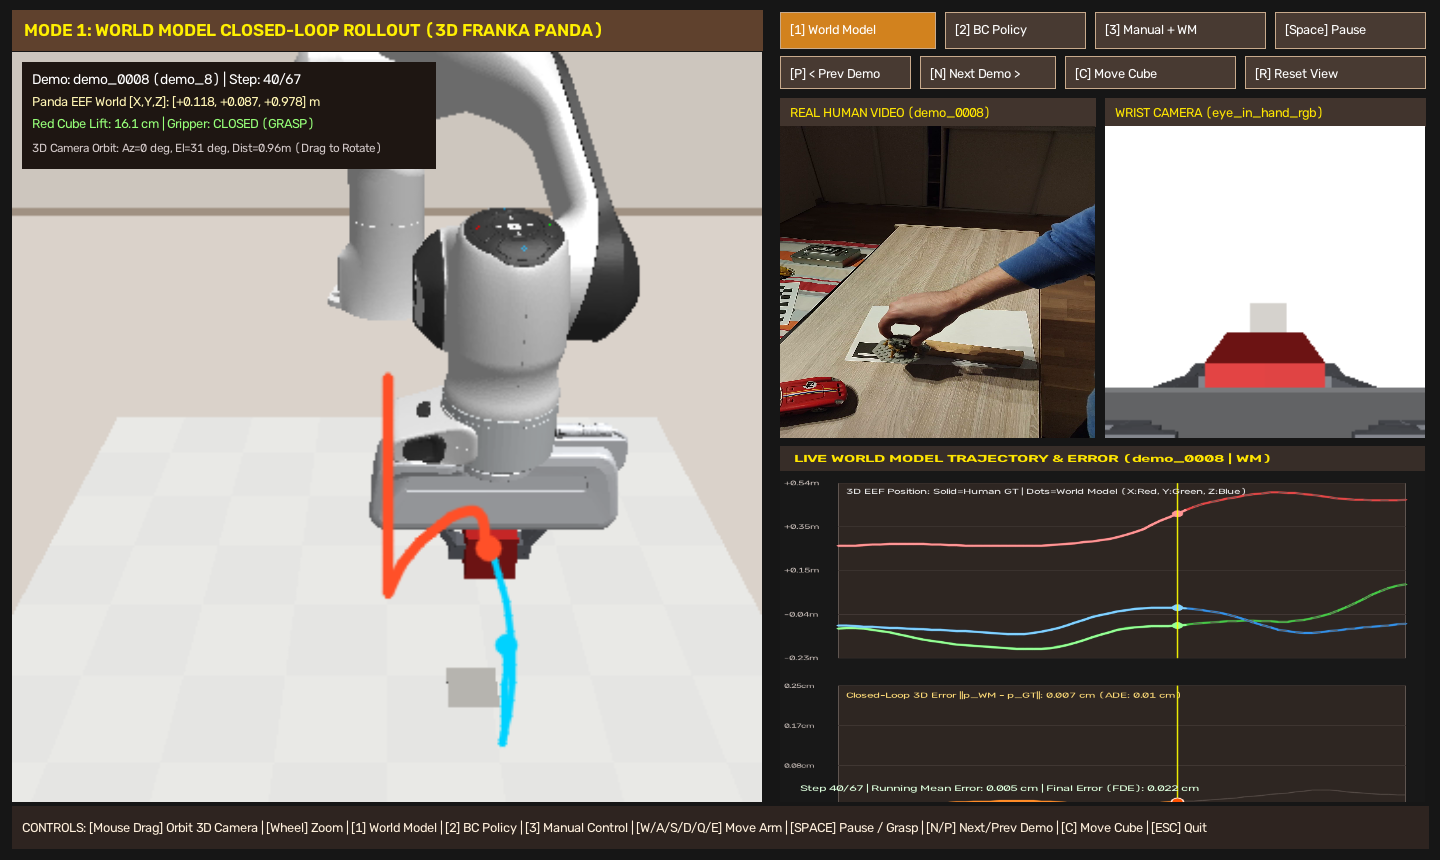 MODE 1: WORLD MODEL CLOSED-LOOP ROLLOUT (3D FRANKA PANDA)
Demo: demo_0008 (demo_8) | Step: 40/67
Panda EEF World [X,Y,Z]: [+0.118, +0.087, +0.978] m
Red Cube Lift: 16.1 cm | Gripper: CLOSED (GRASP)
3D Camera Orbit: Az=0 deg, El=31 deg, Dist=0.96m (Drag to Rotate)
[1] World Model
[2] BC Policy
[3] Manual + WM
[Space] Pause
[P] < Prev Demo
[N] Next Demo >
[C] Move Cube
[R] Reset View
REAL HUMAN VIDEO (demo_0008)
WRIST CAMERA (eye_in_hand_rgb)
LIVE WORLD MODEL TRAJECTORY & ERROR (demo_0008 | WM)
+0.54m
3D EEF Position: Solid=Human GT | Dots=World Model (X:Red, Y:Green, Z:Blue)
+0.35m
+0.15m
-0.04m
-0.23m
0.25cm
Closed-Loop 3D Error ||p_WM - p_GT||: 0.007 cm (ADE: 0.01 cm)
0.17cm
0.08cm
Step 40/67 | Running Mean Error: 0.005 cm | Final Error (FDE): 0.022 cm
CONTROLS: [Mouse Drag] Orbit 3D Camera | [Wheel] Zoom | [1] World Model | [2] BC Policy | [3] Manual Control | [W/A/S/D/Q/E] Move Arm | [SPACE] Pause / Grasp | [N/P] Next/Prev Demo | [C] Move Cube | [ESC] Quit